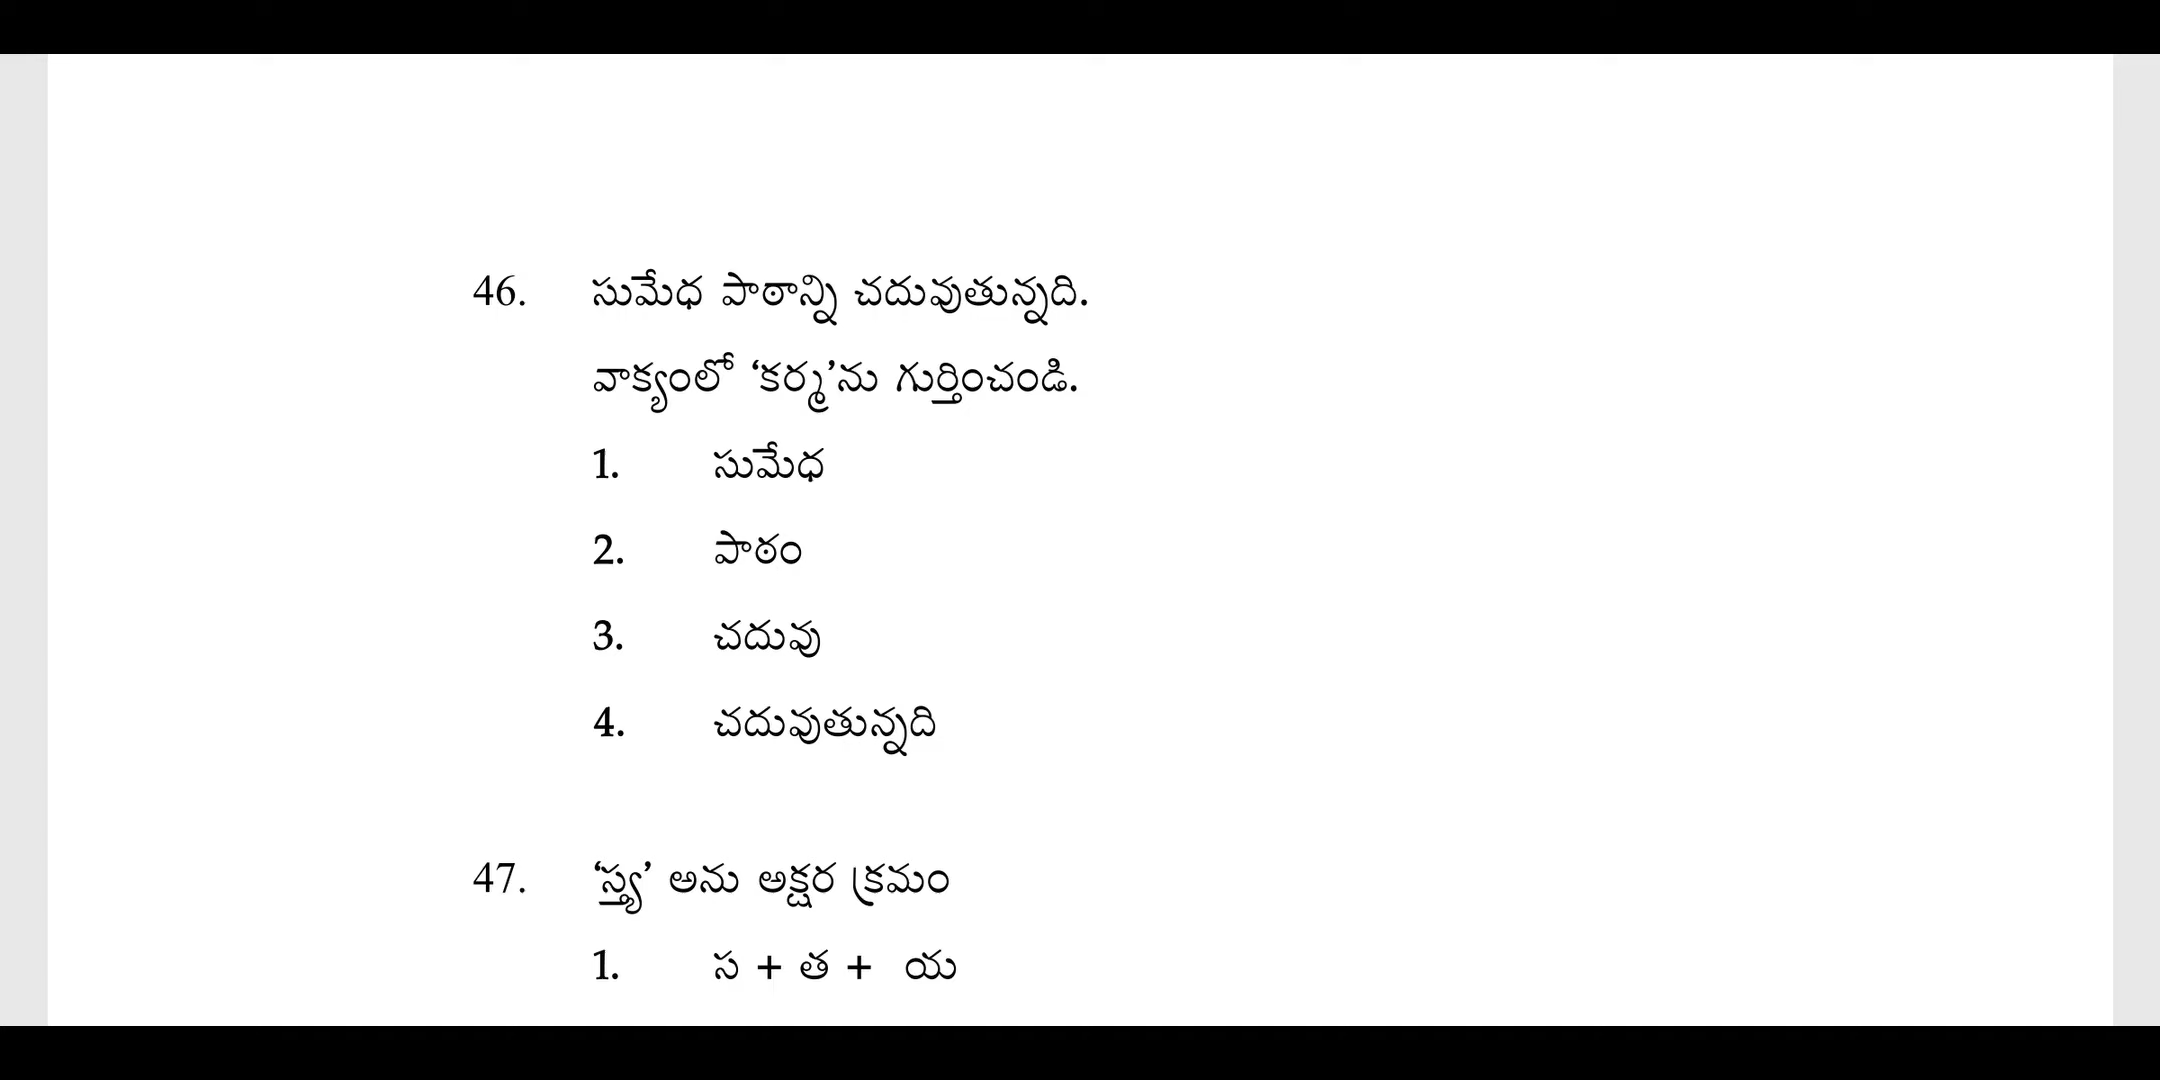 46. సుమేధ పాఠాన్ని చదువుతున్నది.
వాక్యంలో ‘కర్మ’ను గుర్తించండి.
1. సుమేధ
2. పాఠం
3. చదువు
4. చదువుతున్నది
47. ‘స్త్య’ అను అక్షర క్రమం
1. స + త + య